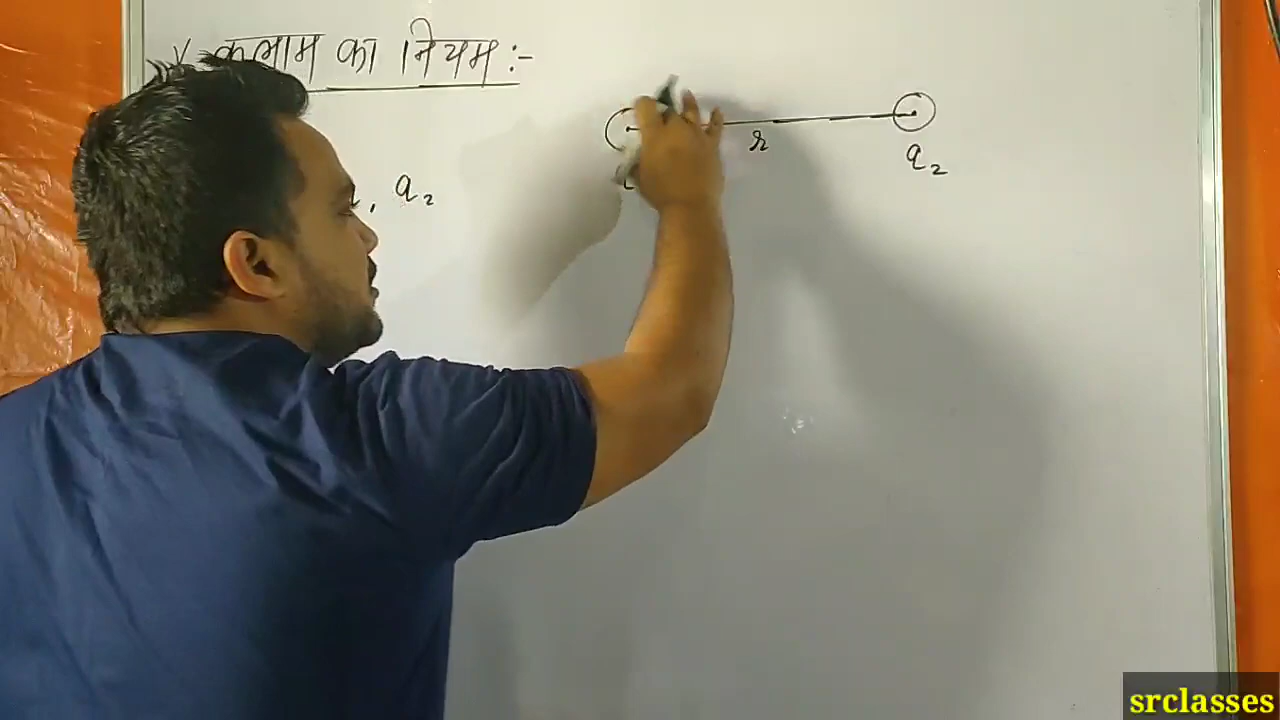 कुलाम का नियम :-
r
q₂
, q₂
srclasses